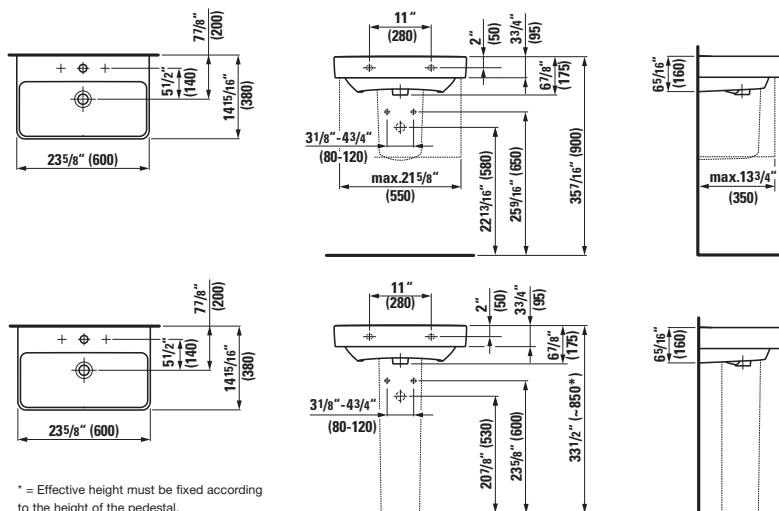 7 7/8“
(200)
5 1/2“
(140)
14 15/16“
(380)
23 5/8“ (600)
11 “
(280)
2“
(50)
3 3/4“
(95)
6 7/8“
(175)
3 1/8“-4 3/4“
(80-120)
max.21 5/8“
(550)
22 13/16“ (580)
25 9/16“ (650)
35 7/16“ (900)
6 5/16“
(160)
max.13 3/4“
(350)
7 7/8“
(200)
5 1/2“
(140)
14 15/16“
(380)
23 5/8“ (600)
11“
(280)
2“
(50)
3 3/4“
(95)
6 7/8“
(175)
3 1/8“-4 3/4“
(80-120)
20 7/8“ (530)
23 5/8“ (600)
33 1/2“ (~850*)
6 5/16“
(160)
* = Effective height must be fixed according
to the height of the pedestal.